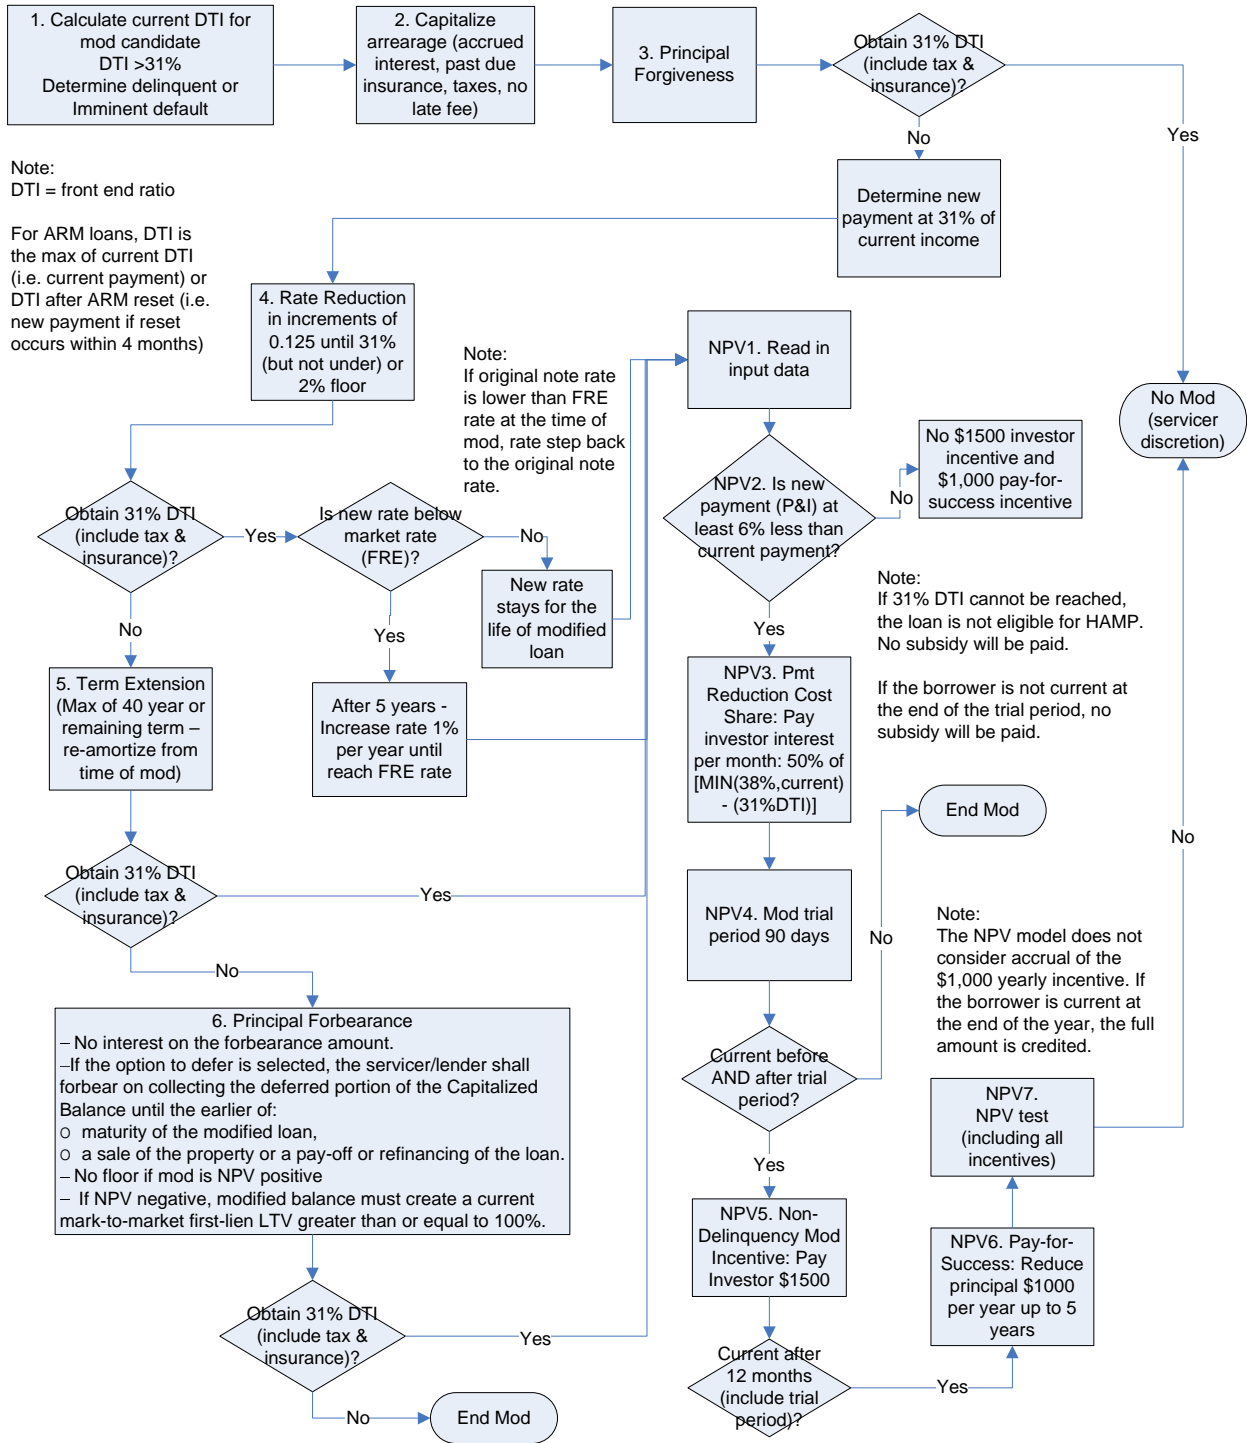 1. Calculate current DTI for
mod candidate
DTI >31%
Determine delinquent or
Imminent default
2. Capitalize
arrearage (accrued
interest, past due
insurance, taxes, no
late fee)
3. Principal
Forgiveness
Obtain 31% DTI
(include tax &
insurance)?
Yes
No
Note:
DTI = front end ratio
For ARM loans, DTI is
the max of current DTI
(i.e. current payment) or
DTI after ARM reset (i.e.
new payment if reset
occurs within 4 months)
Determine new
payment at 31% of
current income
4. Rate Reduction
in increments of
0.125 until 31%
(but not under) or
2% floor
Note:
If original note rate
is lower than FRE
rate at the time of
mod, rate step back
to the original note
rate.
NPV1. Read in
input data
No Mod
(servicer
discretion)
Obtain 31% DTI
(include tax &
insurance)?
Yes
Is new rate below
market rate
(FRE)?
No
New rate
stays for the
life of modified
loan
NPV2. Is new
payment (P&I) at
least 6% less than
current payment?
No
No $1500 investor
incentive and
$1,000 pay-for-
success incentive
No
Yes
Yes
Note:
If 31% DTI cannot be reached,
the loan is not eligible for HAMP.
No subsidy will be paid.
If the borrower is not current at
the end of the trial period, no
subsidy will be paid.
5. Term Extension
(Max of 40 year or
remaining term –
re-amortize from
time of mod)
After 5 years -
Increase rate 1%
per year until
reach FRE rate
NPV3. Pmt
Reduction Cost
Share: Pay
investor interest
per month: 50% of
[MIN(38%,current)
- (31%DTI)]
End Mod
No
Obtain 31% DTI
(include tax &
insurance)?
Yes
NPV4. Mod trial
period 90 days
No
Note:
The NPV model does not
consider accrual of the
$1,000 yearly incentive. If
the borrower is current at
the end of the year, the full
amount is credited.
No
6. Principal Forbearance
– No interest on the forbearance amount.
–If the option to defer is selected, the servicer/lender shall
forbear on collecting the deferred portion of the Capitalized
Balance until the earlier of:
o maturity of the modified loan,
o a sale of the property or a pay-off or refinancing of the loan.
– No floor if mod is NPV positive
– If NPV negative, modified balance must create a current
mark-to-market first-lien LTV greater than or equal to 100%.
Current before
AND after trial
period?
NPV7.
NPV test
(including all
incentives)
Yes
NPV5. Non-
Delinquency Mod
Incentive: Pay
Investor $1500
NPV6. Pay-for-
Success: Reduce
principal $1000
per year up to 5
years
Obtain 31% DTI
(include tax &
insurance)?
Yes
Current after
12 months
(include trial
period)?
Yes
No
End Mod